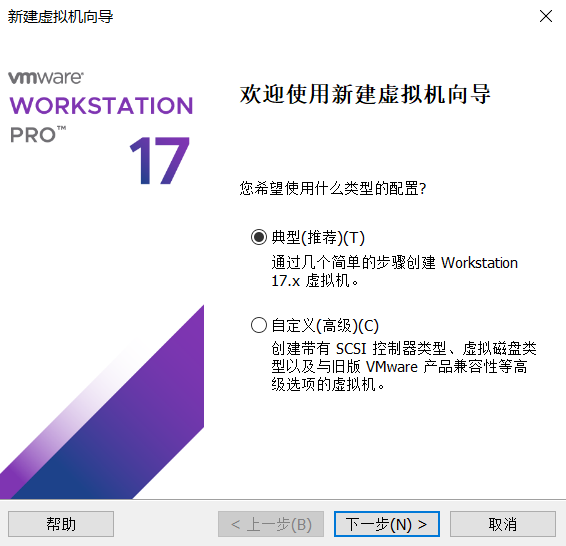 新建虚拟机向导
vmware®
WORKSTATION
PRO™
17
欢迎使用新建虚拟机向导
您希望使用什么类型的配置?
典型(推荐)(T)
通过几个简单的步骤创建 Workstation
17.x 虚拟机。
自定义(高级)(C)
创建带有 SCSI 控制器类型、虚拟磁盘类
型以及与旧版 VMware 产品兼容性等高
级选项的虚拟机。
帮助
< 上一步(B)
下一步(N) >
取消